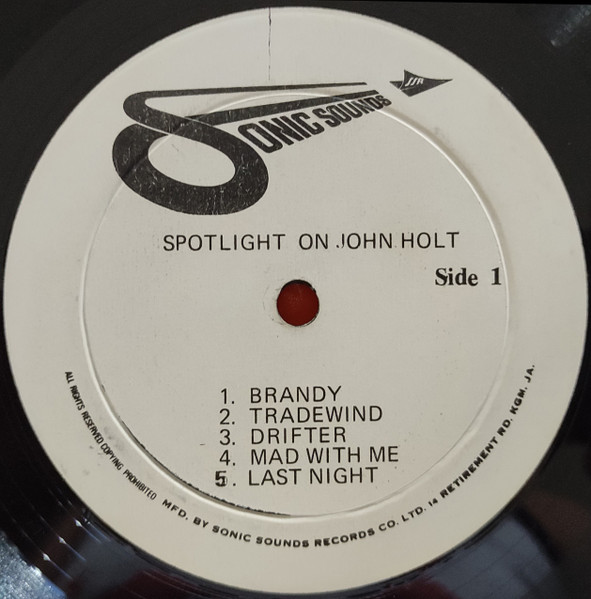 SONIC SOUNDS
JJR
SPOTLIGHT ON JOHN HOLT
Side 1
1. BRANDY
2. TRADEWIND
3. DRIFTER
4. MAD WITH ME
5. LAST NIGHT
ALL RIGHTS RESERVED COPYING PROHIBITED MFD. BY SONIC SOUNDS RECORDS CO. LTD. 14 RETIREMENT RD. KGN. JA.